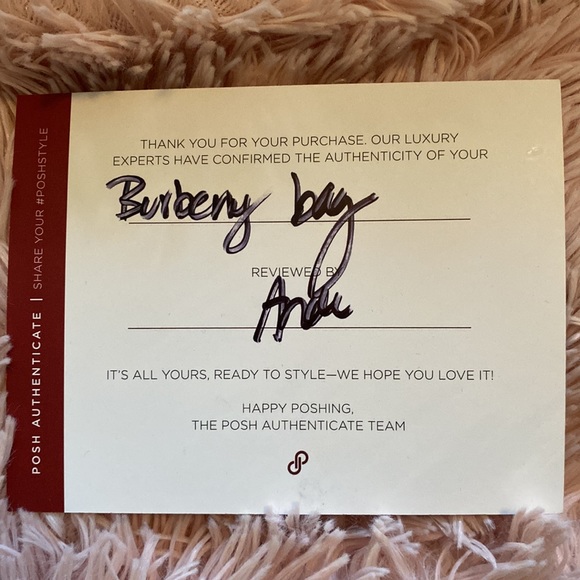 POSH AUTHENTICATE | SHARE YOUR #POSHSTYLE
THANK YOU FOR YOUR PURCHASE. OUR LUXURY
EXPERTS HAVE CONFIRMED THE AUTHENTICITY OF YOUR
Burberry bag
REVIEWED BY
IT'S ALL YOURS, READY TO STYLE—WE HOPE YOU LOVE IT!
HAPPY POSHING,
THE POSH AUTHENTICATE TEAM